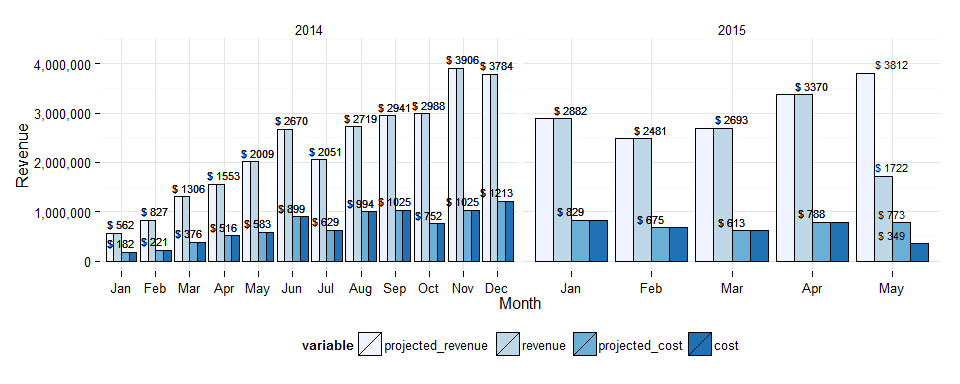 2014 2015
Revenue
4,000,000
3,000,000
2,000,000
1,000,000
0
$ 562 $ 827 $ 1306 $ 1553 $ 2009 $ 2670 $ 2051 $ 2719 $ 2941 $ 2988 $ 3906 $ 3784 $ 2882 $ 2481 $ 2693 $ 3370 $ 3812
$ 1722
$ 182 $ 221 $ 376 $ 516 $ 583 $ 899 $ 629 $ 994 $ 1025 $ 752 $ 1025 $ 1213 $ 829 $ 675 $ 613 $ 788 $ 773
$ 349
Jan Feb Mar Apr May Jun Jul Aug Sep Oct Nov Dec Jan Feb Mar Apr May
Month
variable projected_revenue revenue projected_cost cost